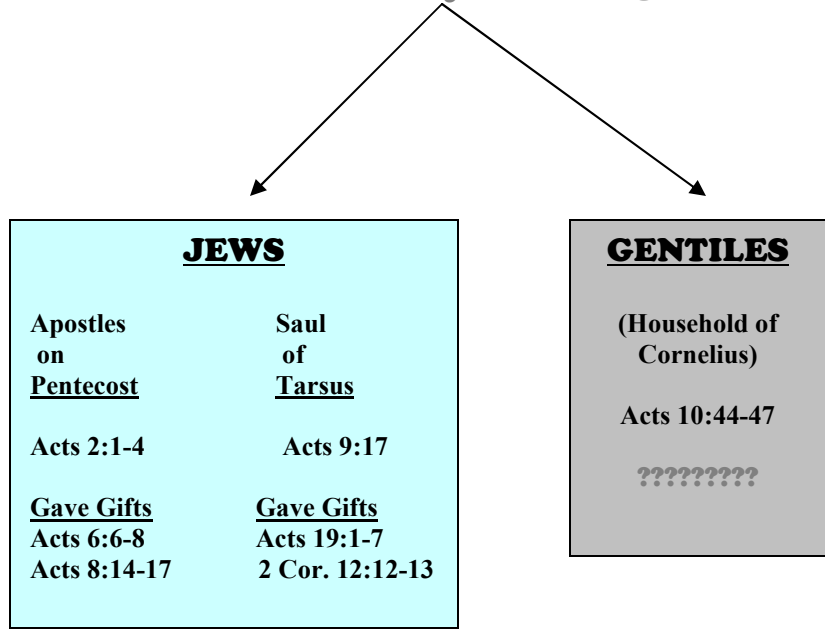 JEWS
Apostles
on
Pentecost
Acts 2:1-4
Gave Gifts
Acts 6:6-8
Acts 8:14-17
Saul
of
Tarsus
Acts 9:17
Gave Gifts
Acts 19:1-7
2 Cor. 12:12-13
GENTILES
(Household of
Cornelius)
Acts 10:44-47
?????????